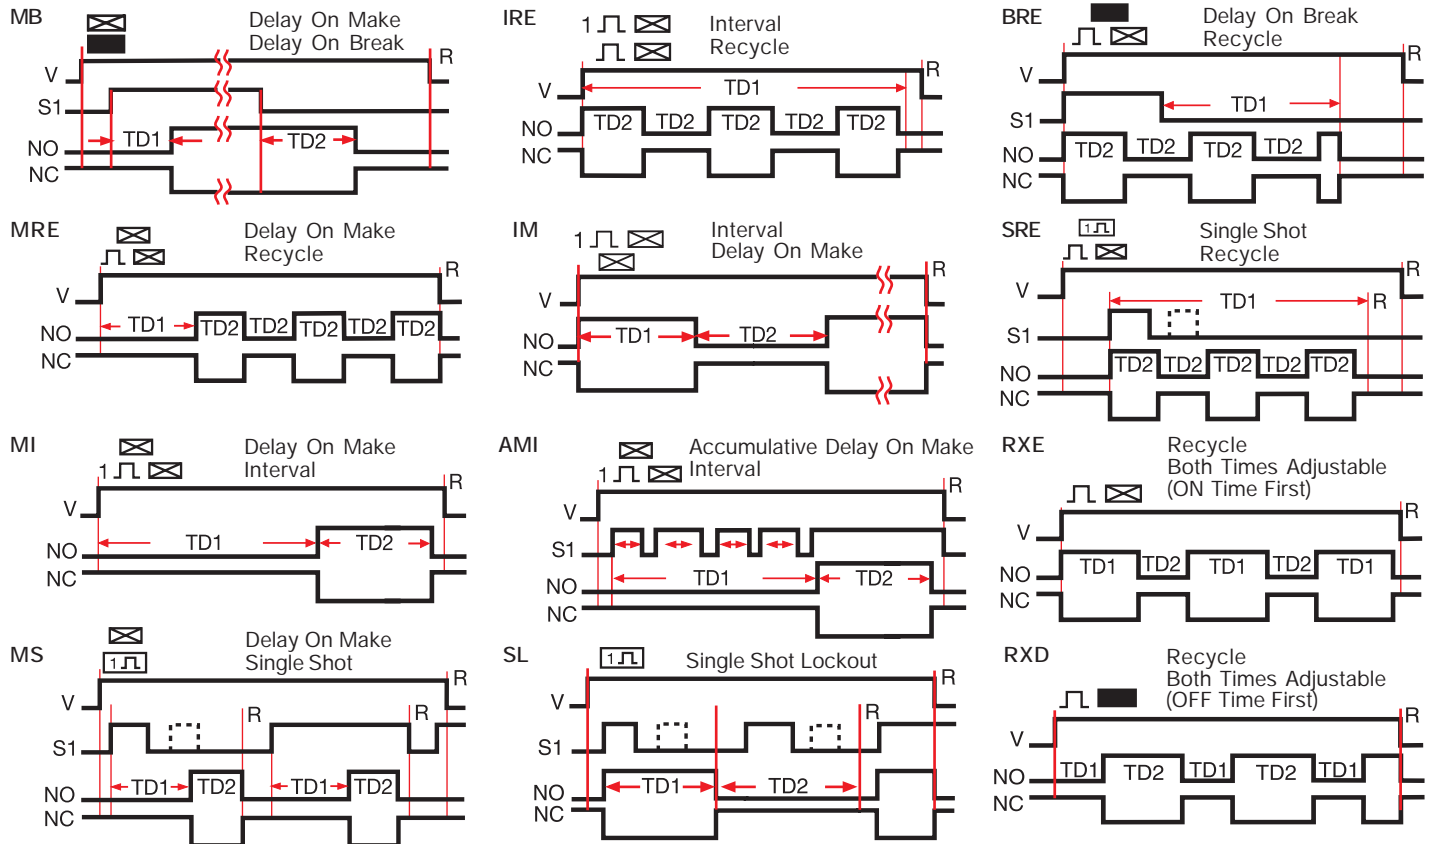 MB
Delay On Make
Delay On Break
R
V
S1
TD1
TD2
NO
NC
IRE
1
Interval
Recycle
R
TD1
V
NO
TD2 TD2 TD2 TD2 TD2
NC
BRE
Delay On Break
Recycle
R
V
TD1
S1
TD2 TD2 TD2 TD2
NO
NC
MRE
Delay On Make
Recycle
R
V
TD1 TD2 TD2 TD2 TD2 TD2
NO
NC
IM
1
Interval
Delay On Make
R
V
TD1 TD2
NO
NC
SRE
1
Single Shot
Recycle
R
V
TD1 R
S1
TD2 TD2 TD2 TD2 TD2
NO
NC
MI
1
Delay On Make
Interval
R
V
TD1 TD2
NO
NC
AMI
1
Accumulative Delay On Make
Interval
R
V
S1
TD1 TD2
NO
NC
RXE
Recycle
Both Times Adjustable
(ON Time First)
R
V
TD1 TD2 TD1 TD2 TD1
NO
NC
MS
1
Delay On Make
Single Shot
R
V
R R
S1
TD1 TD2 TD1 TD2
NO
NC
SL
1
Single Shot Lockout
R
V
R
S1
TD1 TD2
NO
NC
RXD
Recycle
Both Times Adjustable
(OFF Time First)
R
V
TD1 TD2 TD1 TD2 TD1
NO
NC